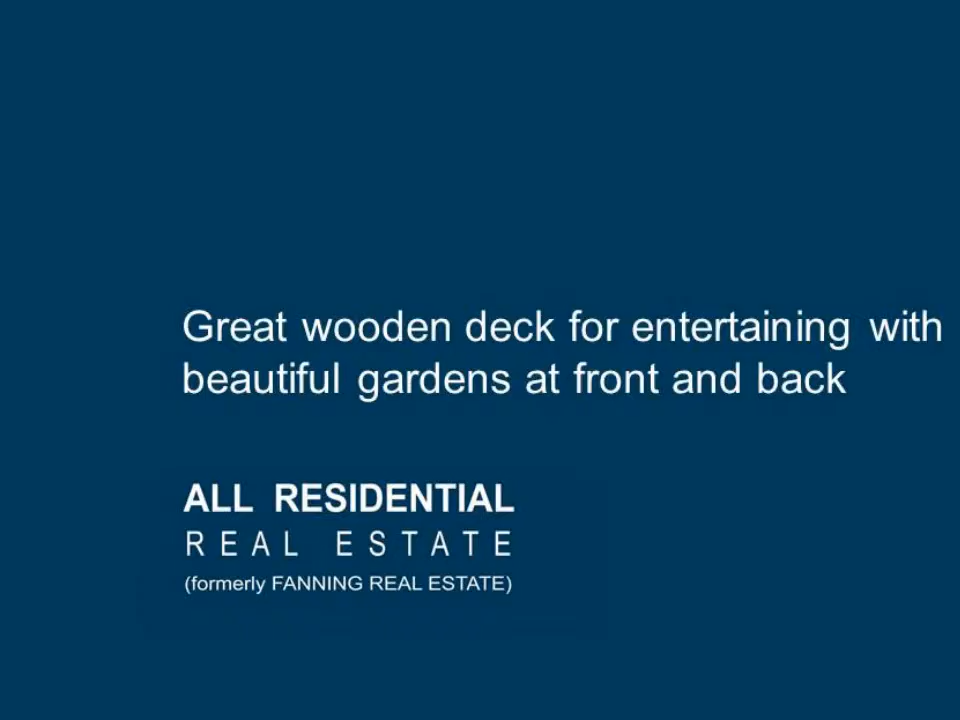 Great wooden deck for entertaining with
beautiful gardens at front and back
ALL RESIDENTIAL
REAL ESTATE
(formerly FANNING REAL ESTATE)